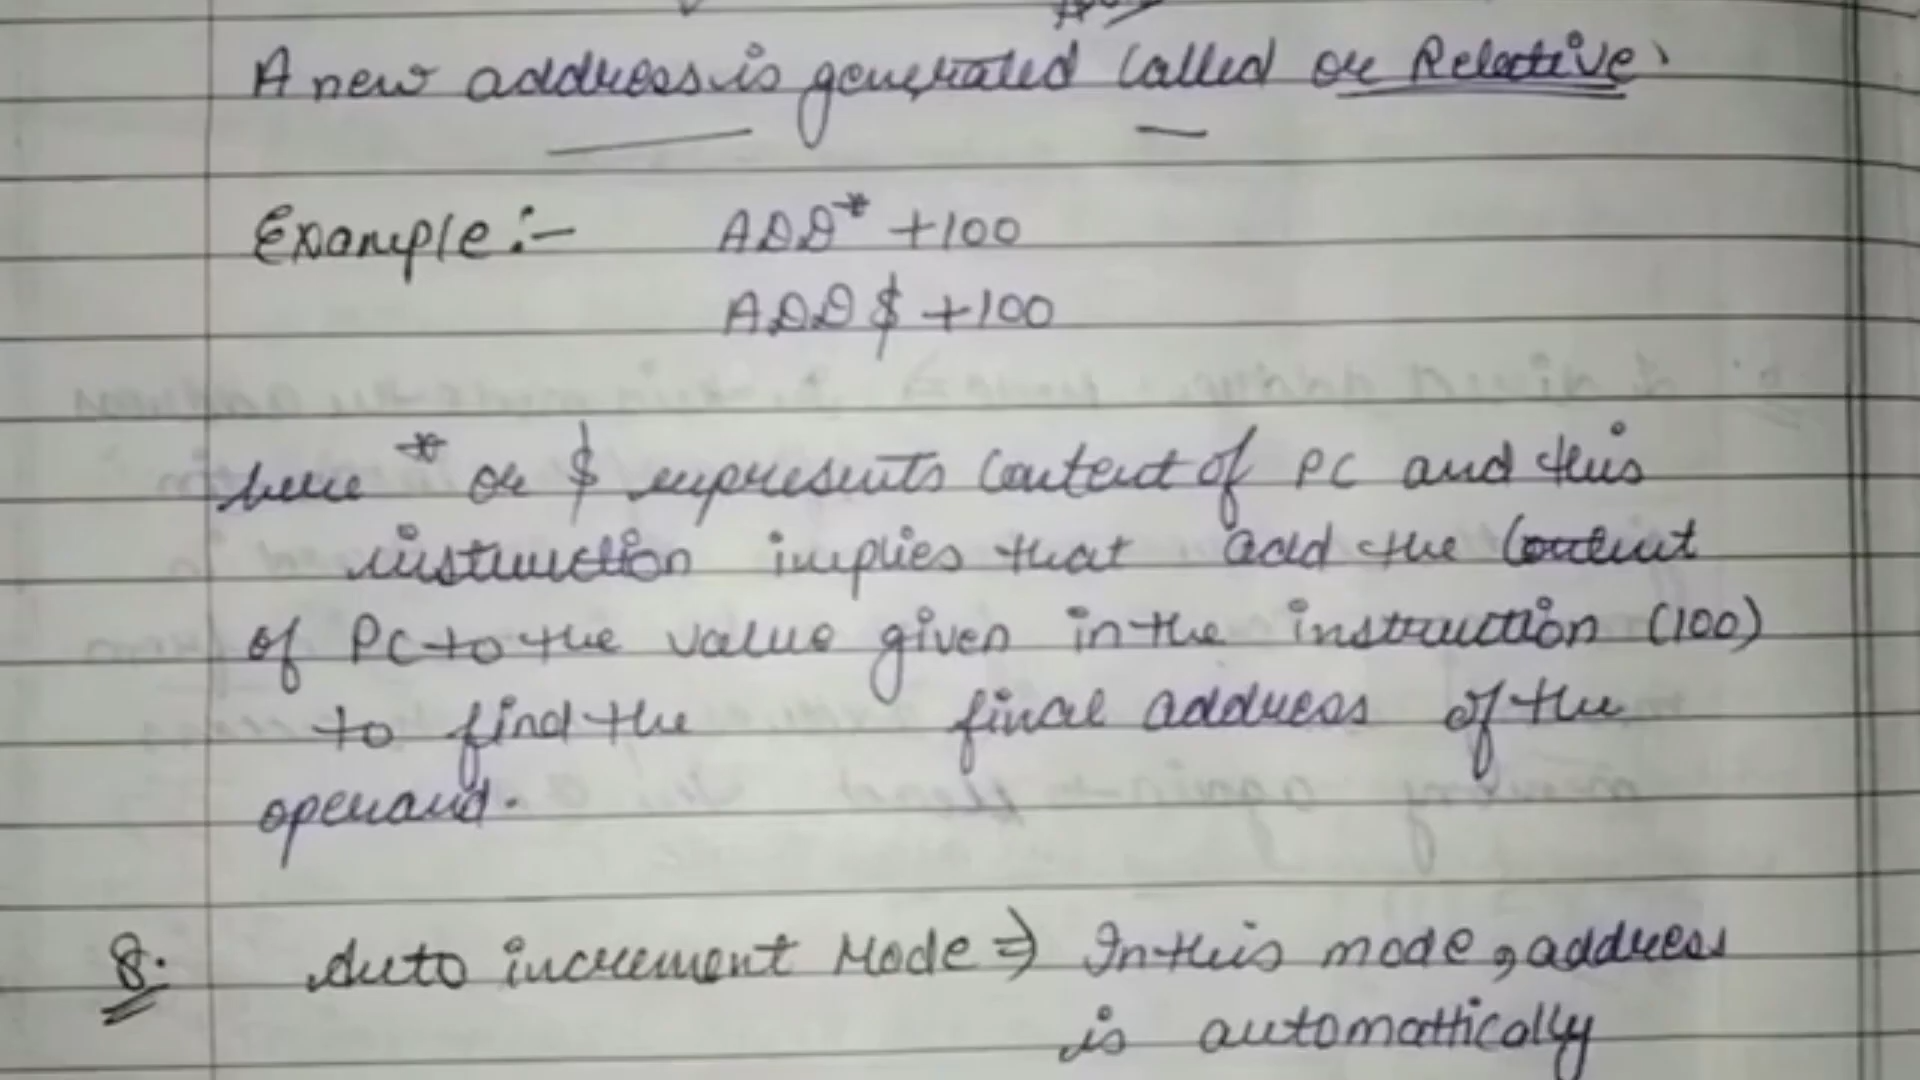 A new address is generated called or Relative.
Example :- ADD* +100
ADD $ +100
here * or $ represents content of PC and this
instruction implies that add the content
of PC to the value given in the instruction (100)
to find the final address of the
operand.
8. Auto increment Mode ⇒ In this mode, address
is automattically